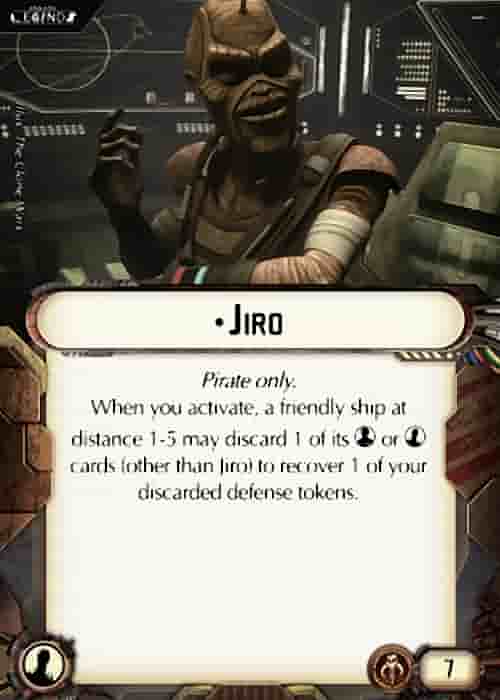 LEGENDS
• JIRO
Pirate only.
When you activate, a friendly ship at
distance 1-5 may discard 1 of its or
cards (other than Jiro) to recover 1 of your
discarded defense tokens.
7